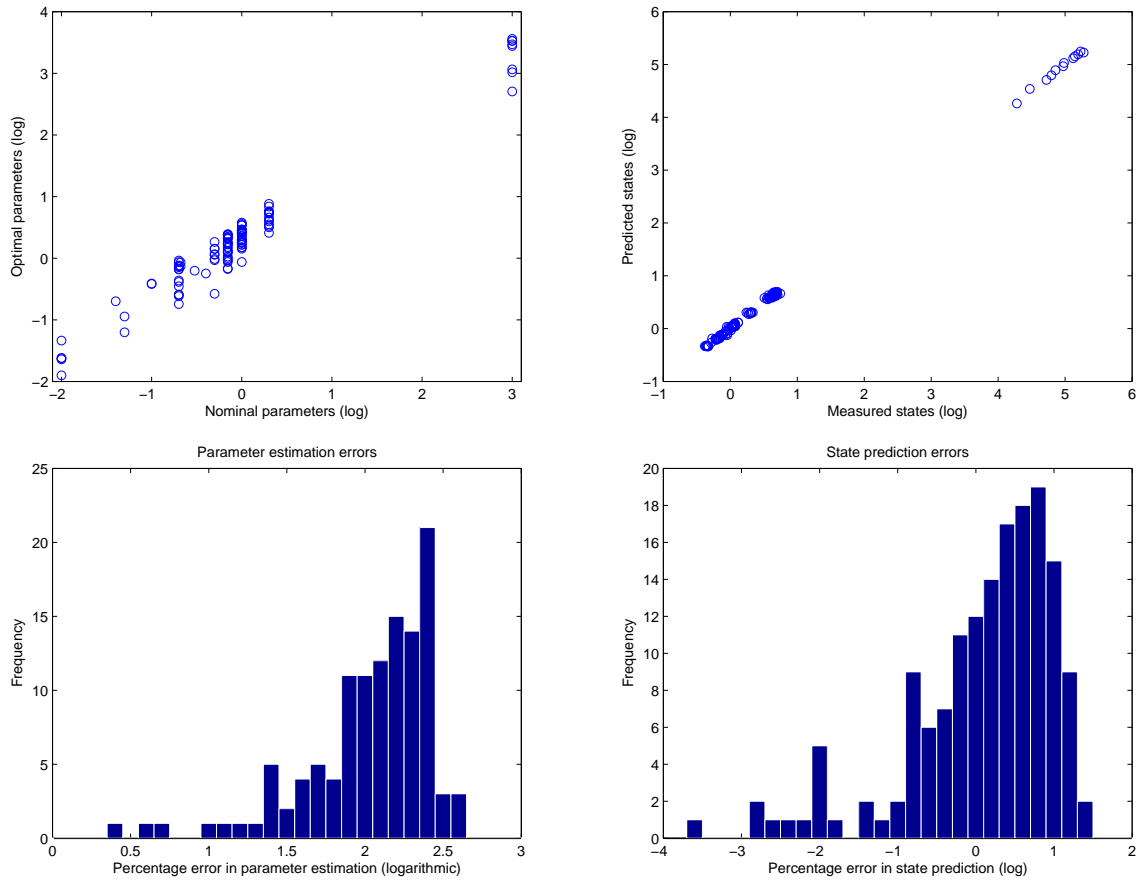 4
3
2
1
0
−1
−2
Optimal parameters (log)
−2 −1 0 1 2 3
Nominal parameters (log)
6
5
4
3
2
1
0
−1
Predicted states (log)
−1 0 1 2 3 4 5 6
Measured states (log)
Parameter estimation errors
25
20
15
10
5
0
Frequency
0 0.5 1 1.5 2 2.5 3
Percentage error in parameter estimation (logarithmic)
State prediction errors
20
18
16
14
12
10
8
6
4
2
0
Frequency
−4 −3 −2 −1 0 1 2
Percentage error in state prediction (log)